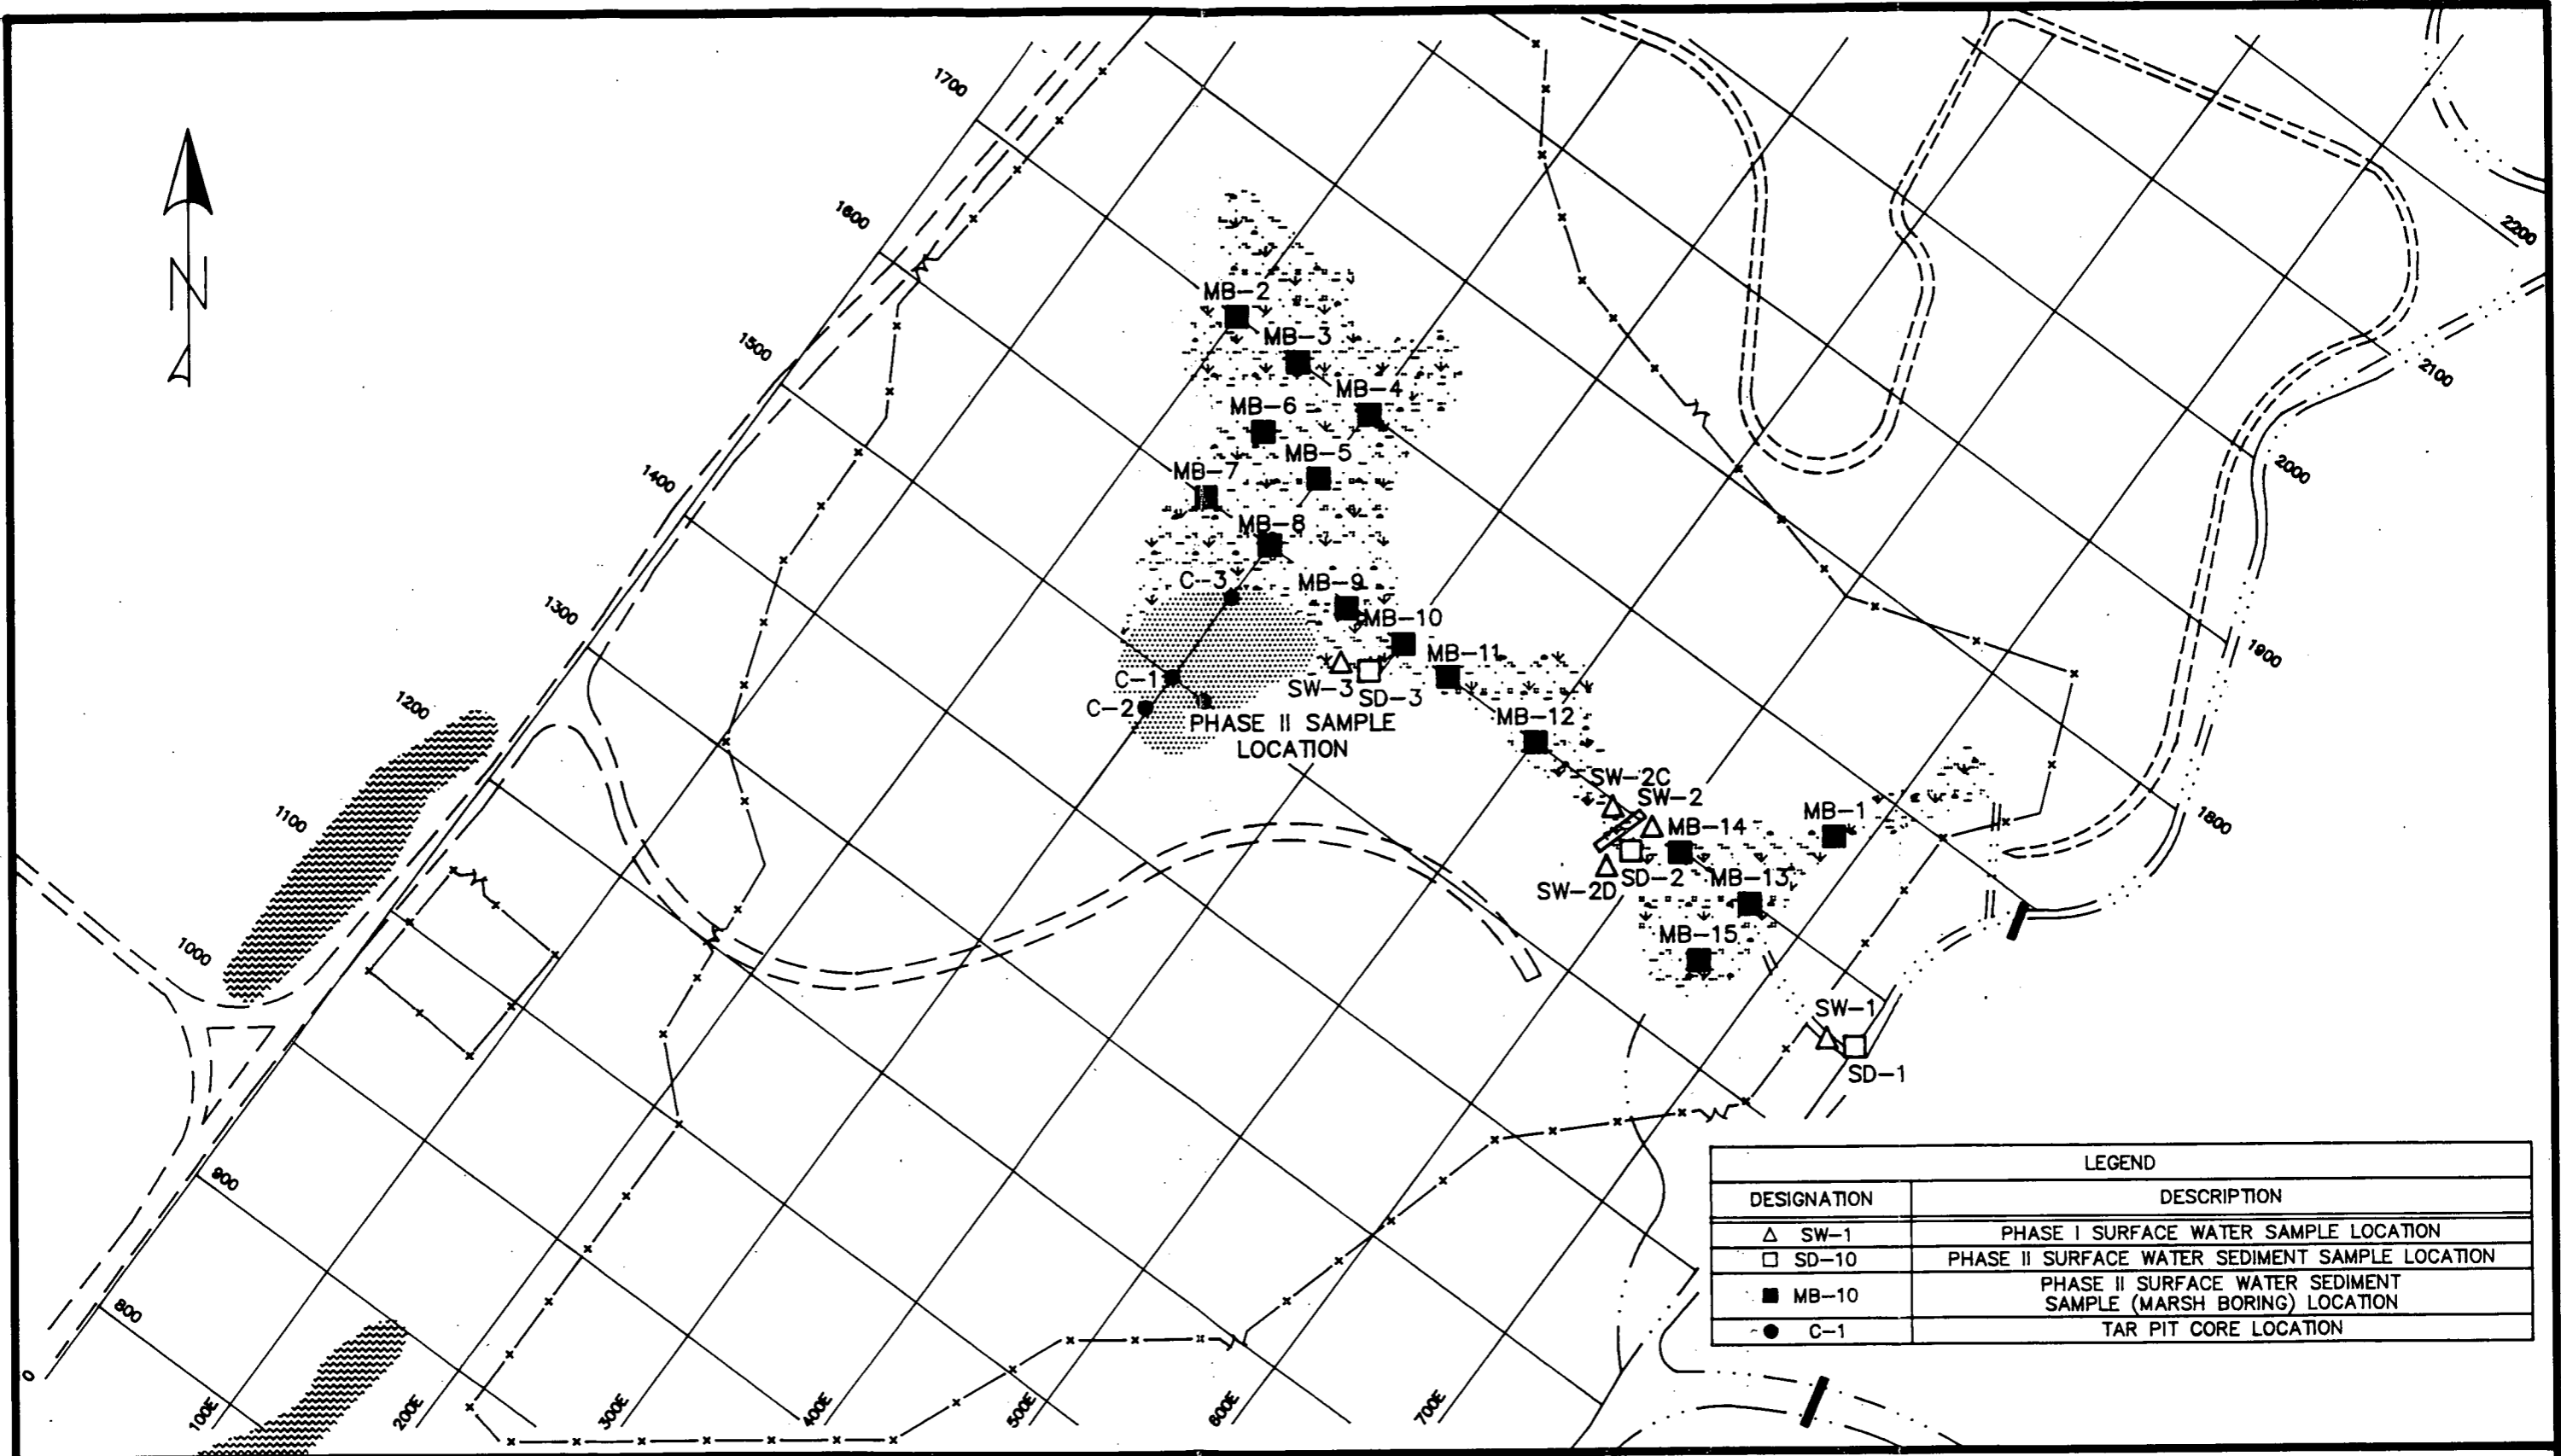 1700
1600
1500
1400
1300
1200
1100
1000
900
800
0
100E
200E
300E
400E
500E
600E
700E
2200
2100
2000
1900
1800
N
MB-2
MB-3
MB-4
MB-6
MB-5
MB-7
MB-8
C-3
MB-9
MB-10
MB-11
C-1
SW-3
SD-3
C-2
PHASE II SAMPLE
LOCATION
MB-12
SW-2C
SW-2
MB-14
MB-1
SW-2D
SD-2
MB-13
MB-15
SW-1
SD-1
LEGEND
DESIGNATION DESCRIPTION
SW-1 PHASE I SURFACE WATER SAMPLE LOCATION
SD-10 PHASE II SURFACE WATER SEDIMENT SAMPLE LOCATION
MB-10 PHASE II SURFACE WATER SEDIMENT
SAMPLE (MARSH BORING) LOCATION
C-1 TAR PIT CORE LOCATION